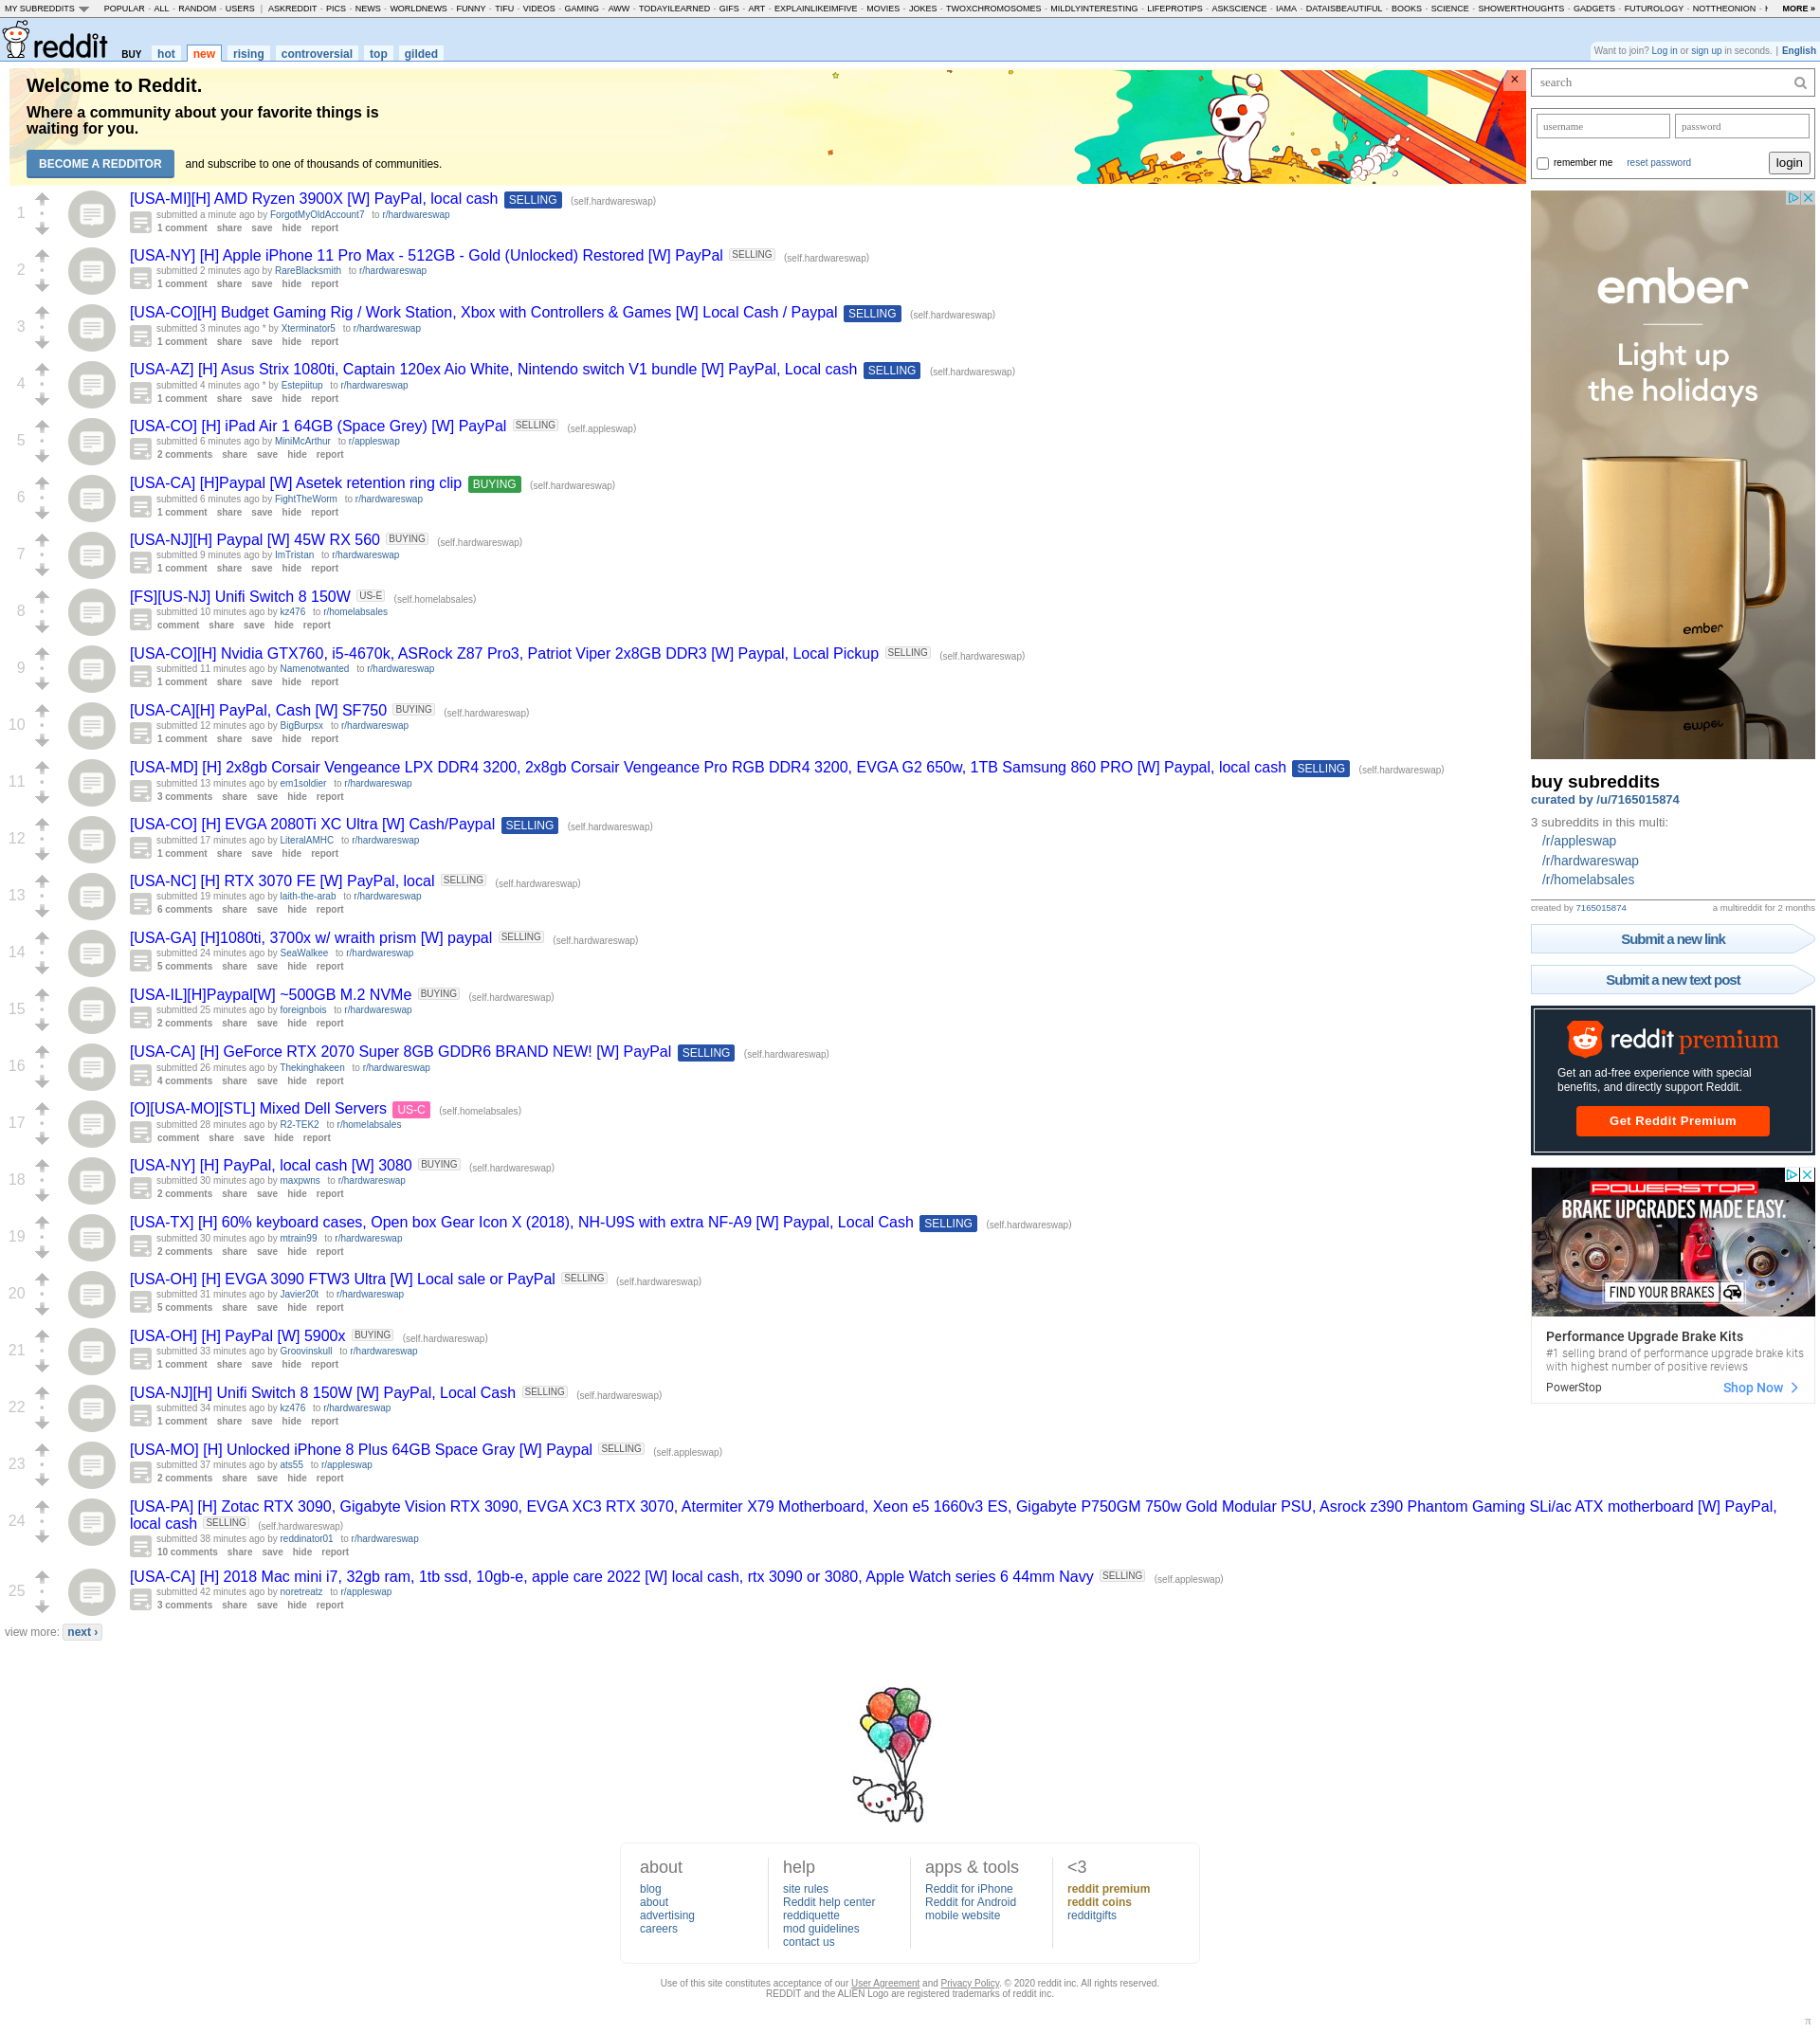 MY SUBREDDITS POPULAR - ALL - RANDOM - USERS | ASKREDDIT - PICS - NEWS - WORLDNEWS - FUNNY - TIFU - VIDEOS - GAMING - AWW - TODAYILEARNED - GIFS - ART - EXPLAINLIKEIMFIVE - MOVIES - JOKES - TWOXCHROMOSOMES - MILDLYINTERESTING - LIFEPROTIPS - ASKSCIENCE - IAMA - DATAISBEAUTIFUL - BOOKS - SCIENCE - SHOWERTHOUGHTS - GADGETS - FUTUROLOGY - NOTTHEONION - MORE »
reddit BUY hot new rising controversial top gilded
Want to join? Log in or sign up in seconds. | English
Welcome to Reddit.
Where a community about your favorite things is
waiting for you.
BECOME A REDDITOR and subscribe to one of thousands of communities.
×
1
[USA-MI][H] AMD Ryzen 3900X [W] PayPal, local cash SELLING (self.hardwareswap)
submitted a minute ago by ForgotMyOldAccount7 to r/hardwareswap
1 comment share save hide report
2
[USA-NY] [H] Apple iPhone 11 Pro Max - 512GB - Gold (Unlocked) Restored [W] PayPal SELLING (self.hardwareswap)
submitted 2 minutes ago by RareBlacksmith to r/hardwareswap
1 comment share save hide report
3
[USA-CO][H] Budget Gaming Rig / Work Station, Xbox with Controllers & Games [W] Local Cash / Paypal SELLING (self.hardwareswap)
submitted 3 minutes ago * by Xterminator5 to r/hardwareswap
1 comment share save hide report
4
[USA-AZ] [H] Asus Strix 1080ti, Captain 120ex Aio White, Nintendo switch V1 bundle [W] PayPal, Local cash SELLING (self.hardwareswap)
submitted 4 minutes ago * by Estepiitup to r/hardwareswap
1 comment share save hide report
5
[USA-CO] [H] iPad Air 1 64GB (Space Grey) [W] PayPal SELLING (self.appleswap)
submitted 6 minutes ago by MiniMcArthur to r/appleswap
2 comments share save hide report
6
[USA-CA] [H]Paypal [W] Asetek retention ring clip BUYING (self.hardwareswap)
submitted 6 minutes ago by FightTheWorm to r/hardwareswap
1 comment share save hide report
7
[USA-NJ][H] Paypal [W] 45W RX 560 BUYING (self.hardwareswap)
submitted 9 minutes ago by ImTristan to r/hardwareswap
1 comment share save hide report
8
[FS][US-NJ] Unifi Switch 8 150W US-E (self.homelabsales)
submitted 10 minutes ago by kz476 to r/homelabsales
comment share save hide report
9
[USA-CO][H] Nvidia GTX760, i5-4670k, ASRock Z87 Pro3, Patriot Viper 2x8GB DDR3 [W] Paypal, Local Pickup SELLING (self.hardwareswap)
submitted 11 minutes ago by Namenotwanted to r/hardwareswap
1 comment share save hide report
10
[USA-CA][H] PayPal, Cash [W] SF750 BUYING (self.hardwareswap)
submitted 12 minutes ago by BigBurpsx to r/hardwareswap
1 comment share save hide report
11
[USA-MD] [H] 2x8gb Corsair Vengeance LPX DDR4 3200, 2x8gb Corsair Vengeance Pro RGB DDR4 3200, EVGA G2 650w, 1TB Samsung 860 PRO [W] Paypal, local cash SELLING (self.hardwareswap)
submitted 13 minutes ago by em1soldier to r/hardwareswap
3 comments share save hide report
12
[USA-CO] [H] EVGA 2080Ti XC Ultra [W] Cash/Paypal SELLING (self.hardwareswap)
submitted 17 minutes ago by LiteralAMHC to r/hardwareswap
1 comment share save hide report
13
[USA-NC] [H] RTX 3070 FE [W] PayPal, local SELLING (self.hardwareswap)
submitted 19 minutes ago by laith-the-arab to r/hardwareswap
6 comments share save hide report
14
[USA-GA] [H]1080ti, 3700x w/ wraith prism [W] paypal SELLING (self.hardwareswap)
submitted 24 minutes ago by SeaWalkee to r/hardwareswap
5 comments share save hide report
15
[USA-IL][H]Paypal[W] ~500GB M.2 NVMe BUYING (self.hardwareswap)
submitted 25 minutes ago by foreignbois to r/hardwareswap
2 comments share save hide report
16
[USA-CA] [H] GeForce RTX 2070 Super 8GB GDDR6 BRAND NEW! [W] PayPal SELLING (self.hardwareswap)
submitted 26 minutes ago by Thekinghakeen to r/hardwareswap
4 comments share save hide report
17
[O][USA-MO][STL] Mixed Dell Servers US-C (self.homelabsales)
submitted 28 minutes ago by R2-TEK2 to r/homelabsales
comment share save hide report
18
[USA-NY] [H] PayPal, local cash [W] 3080 BUYING (self.hardwareswap)
submitted 30 minutes ago by maxpwns to r/hardwareswap
2 comments share save hide report
19
[USA-TX] [H] 60% keyboard cases, Open box Gear Icon X (2018), NH-U9S with extra NF-A9 [W] Paypal, Local Cash SELLING (self.hardwareswap)
submitted 30 minutes ago by mtrain99 to r/hardwareswap
2 comments share save hide report
20
[USA-OH] [H] EVGA 3090 FTW3 Ultra [W] Local sale or PayPal SELLING (self.hardwareswap)
submitted 31 minutes ago by Javier20t to r/hardwareswap
5 comments share save hide report
21
[USA-OH] [H] PayPal [W] 5900x BUYING (self.hardwareswap)
submitted 33 minutes ago by Groovinskull to r/hardwareswap
1 comment share save hide report
22
[USA-NJ][H] Unifi Switch 8 150W [W] PayPal, Local Cash SELLING (self.hardwareswap)
submitted 34 minutes ago by kz476 to r/hardwareswap
1 comment share save hide report
23
[USA-MO] [H] Unlocked iPhone 8 Plus 64GB Space Gray [W] Paypal SELLING (self.appleswap)
submitted 37 minutes ago by ats55 to r/appleswap
2 comments share save hide report
24
[USA-PA] [H] Zotac RTX 3090, Gigabyte Vision RTX 3090, EVGA XC3 RTX 3070, Atermiter X79 Motherboard, Xeon e5 1660v3 ES, Gigabyte P750GM 750w Gold Modular PSU, Asrock z390 Phantom Gaming SLi/ac ATX motherboard [W] PayPal,
local cash SELLING (self.hardwareswap)
submitted 38 minutes ago by reddinator01 to r/hardwareswap
10 comments share save hide report
25
[USA-CA] [H] 2018 Mac mini i7, 32gb ram, 1tb ssd, 10gb-e, apple care 2022 [W] local cash, rtx 3090 or 3080, Apple Watch series 6 44mm Navy SELLING (self.appleswap)
submitted 42 minutes ago by noretreatz to r/appleswap
3 comments share save hide report
view more: next ›
search
username password
remember me reset password login
ember
Light up
the holidays
ember
ember
buy subreddits
curated by /u/7165015874
3 subreddits in this multi:
/r/appleswap
/r/hardwareswap
/r/homelabsales
created by 7165015874 a multireddit for 2 months
Submit a new link
Submit a new text post
reddit premium
Get an ad-free experience with special
benefits, and directly support Reddit.
Get Reddit Premium
POWERSTOP
BRAKE UPGRADES MADE EASY.
FIND YOUR BRAKES
Performance Upgrade Brake Kits
#1 selling brand of performance upgrade brake kits
with highest number of positive reviews
PowerStop Shop Now
about
blog
about
advertising
careers
help
site rules
Reddit help center
reddiquette
mod guidelines
contact us
apps & tools
Reddit for iPhone
Reddit for Android
mobile website
<3
reddit premium
reddit coins
redditgifts
Use of this site constitutes acceptance of our User Agreement and Privacy Policy. © 2020 reddit inc. All rights reserved.
REDDIT and the ALIEN Logo are registered trademarks of reddit inc.
π